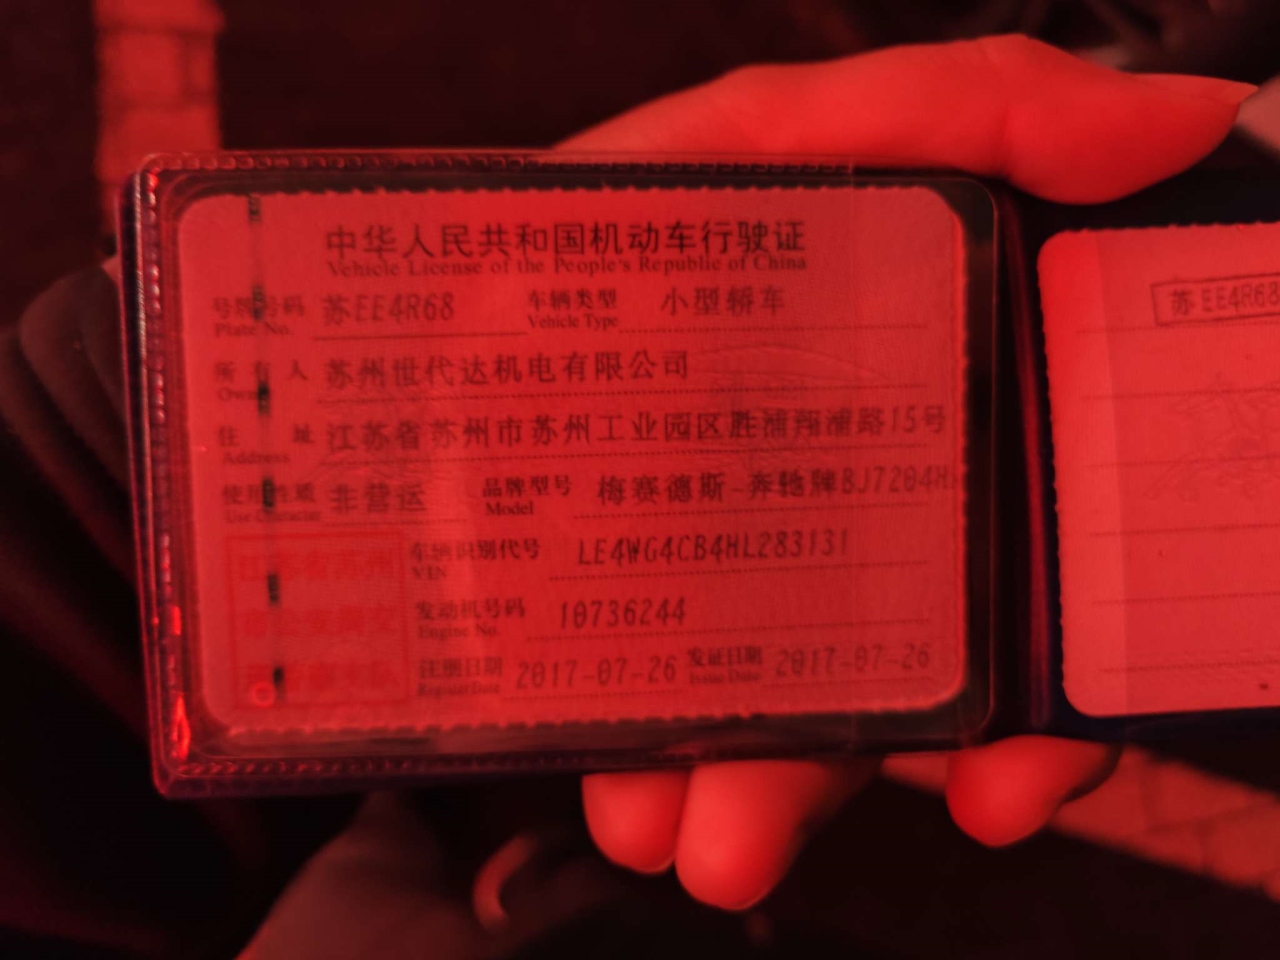 中华人民共和国机动车行驶证
Vehicle License of the People's Republic of China
号牌号码 苏EE4R68 车辆类型 小型轿车
Plate No. Vehicle Type
所有人 苏州世代达机电有限公司
Owner
住址 江苏省苏州市苏州工业园区胜浦翔浦路15号
Address
使用性质 非营运 品牌型号 梅赛德斯-奔驰牌BJ7204H
Use Character Model
车辆识别代号 LE4WG4CB4HL283131
VIN
发动机号码 10736244
Engine No.
注册日期 2017-07-26 发证日期 2017-07-26
Register Date Issue Date
苏EE4R68